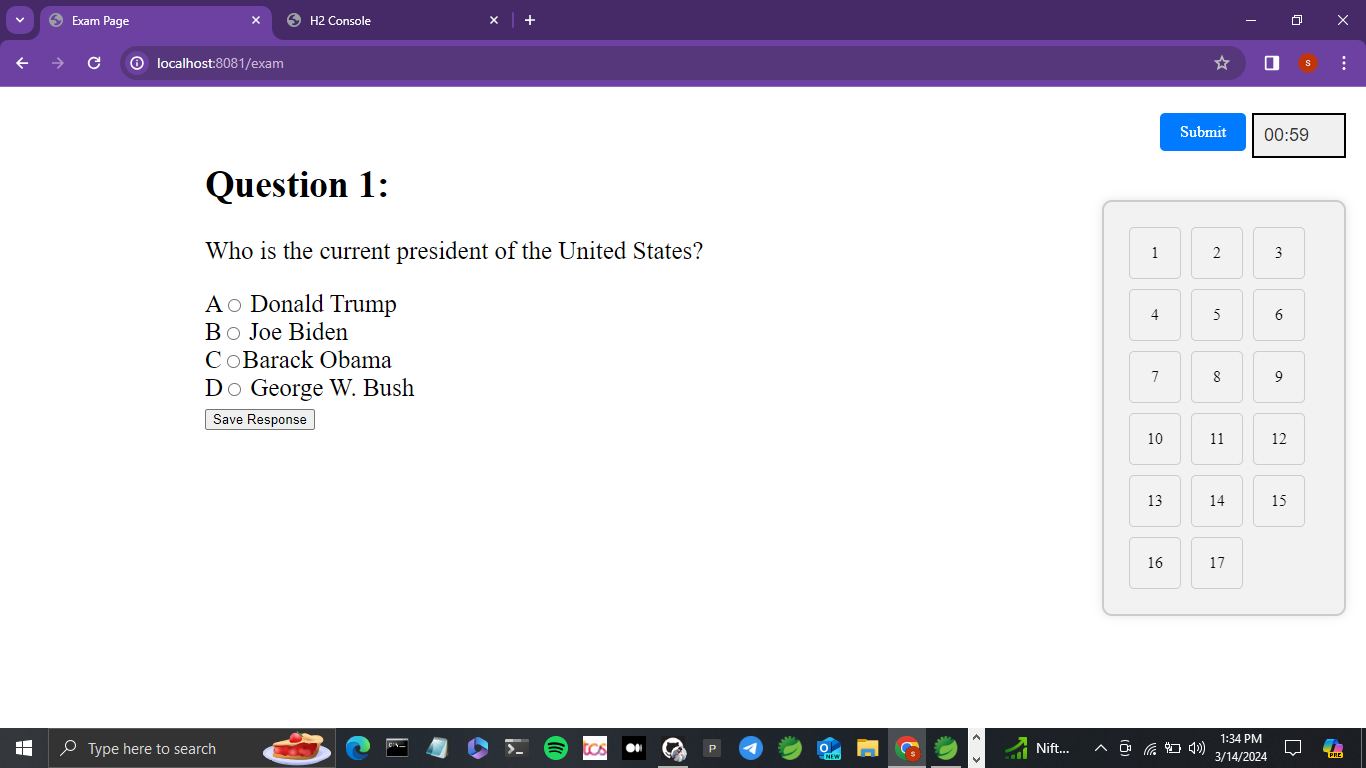 Exam Page
H2 Console
localhost:8081/exam
s
Submit
00:59
Question 1:
Who is the current president of the United States?
A Donald Trump
B Joe Biden
C Barack Obama
D George W. Bush
Save Response
1 2 3
4 5 6
7 8 9
10 11 12
13 14 15
16 17
Type here to search
tcs
P
NEW
S
Nift...
1:34 PM
3/14/2024
PRE